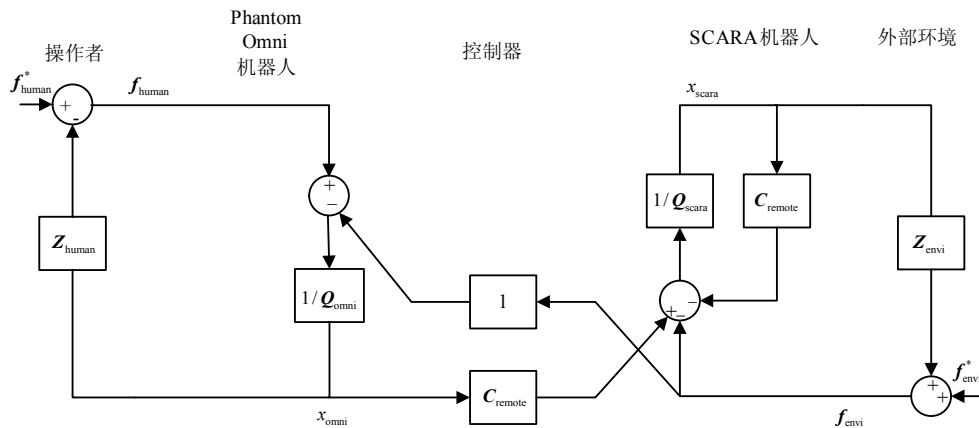 操作者
Phantom
Omni
机器人
控制器
SCARA机器人
外部环境
f*human
+
-
fhuman
xscara
+
−
1/Qscara
Cremote
Zhuman
Zenvi
1/Qomni
1
+
−
−
Cremote
+
+
f*envi
xomni
fenvi